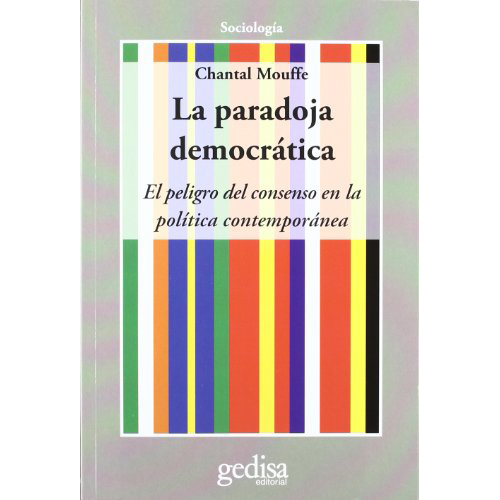 Sociología
Chantal Mouffe
La paradoja
democrática
El peligro del consenso en la
política contemporánea
gedisa
editorial